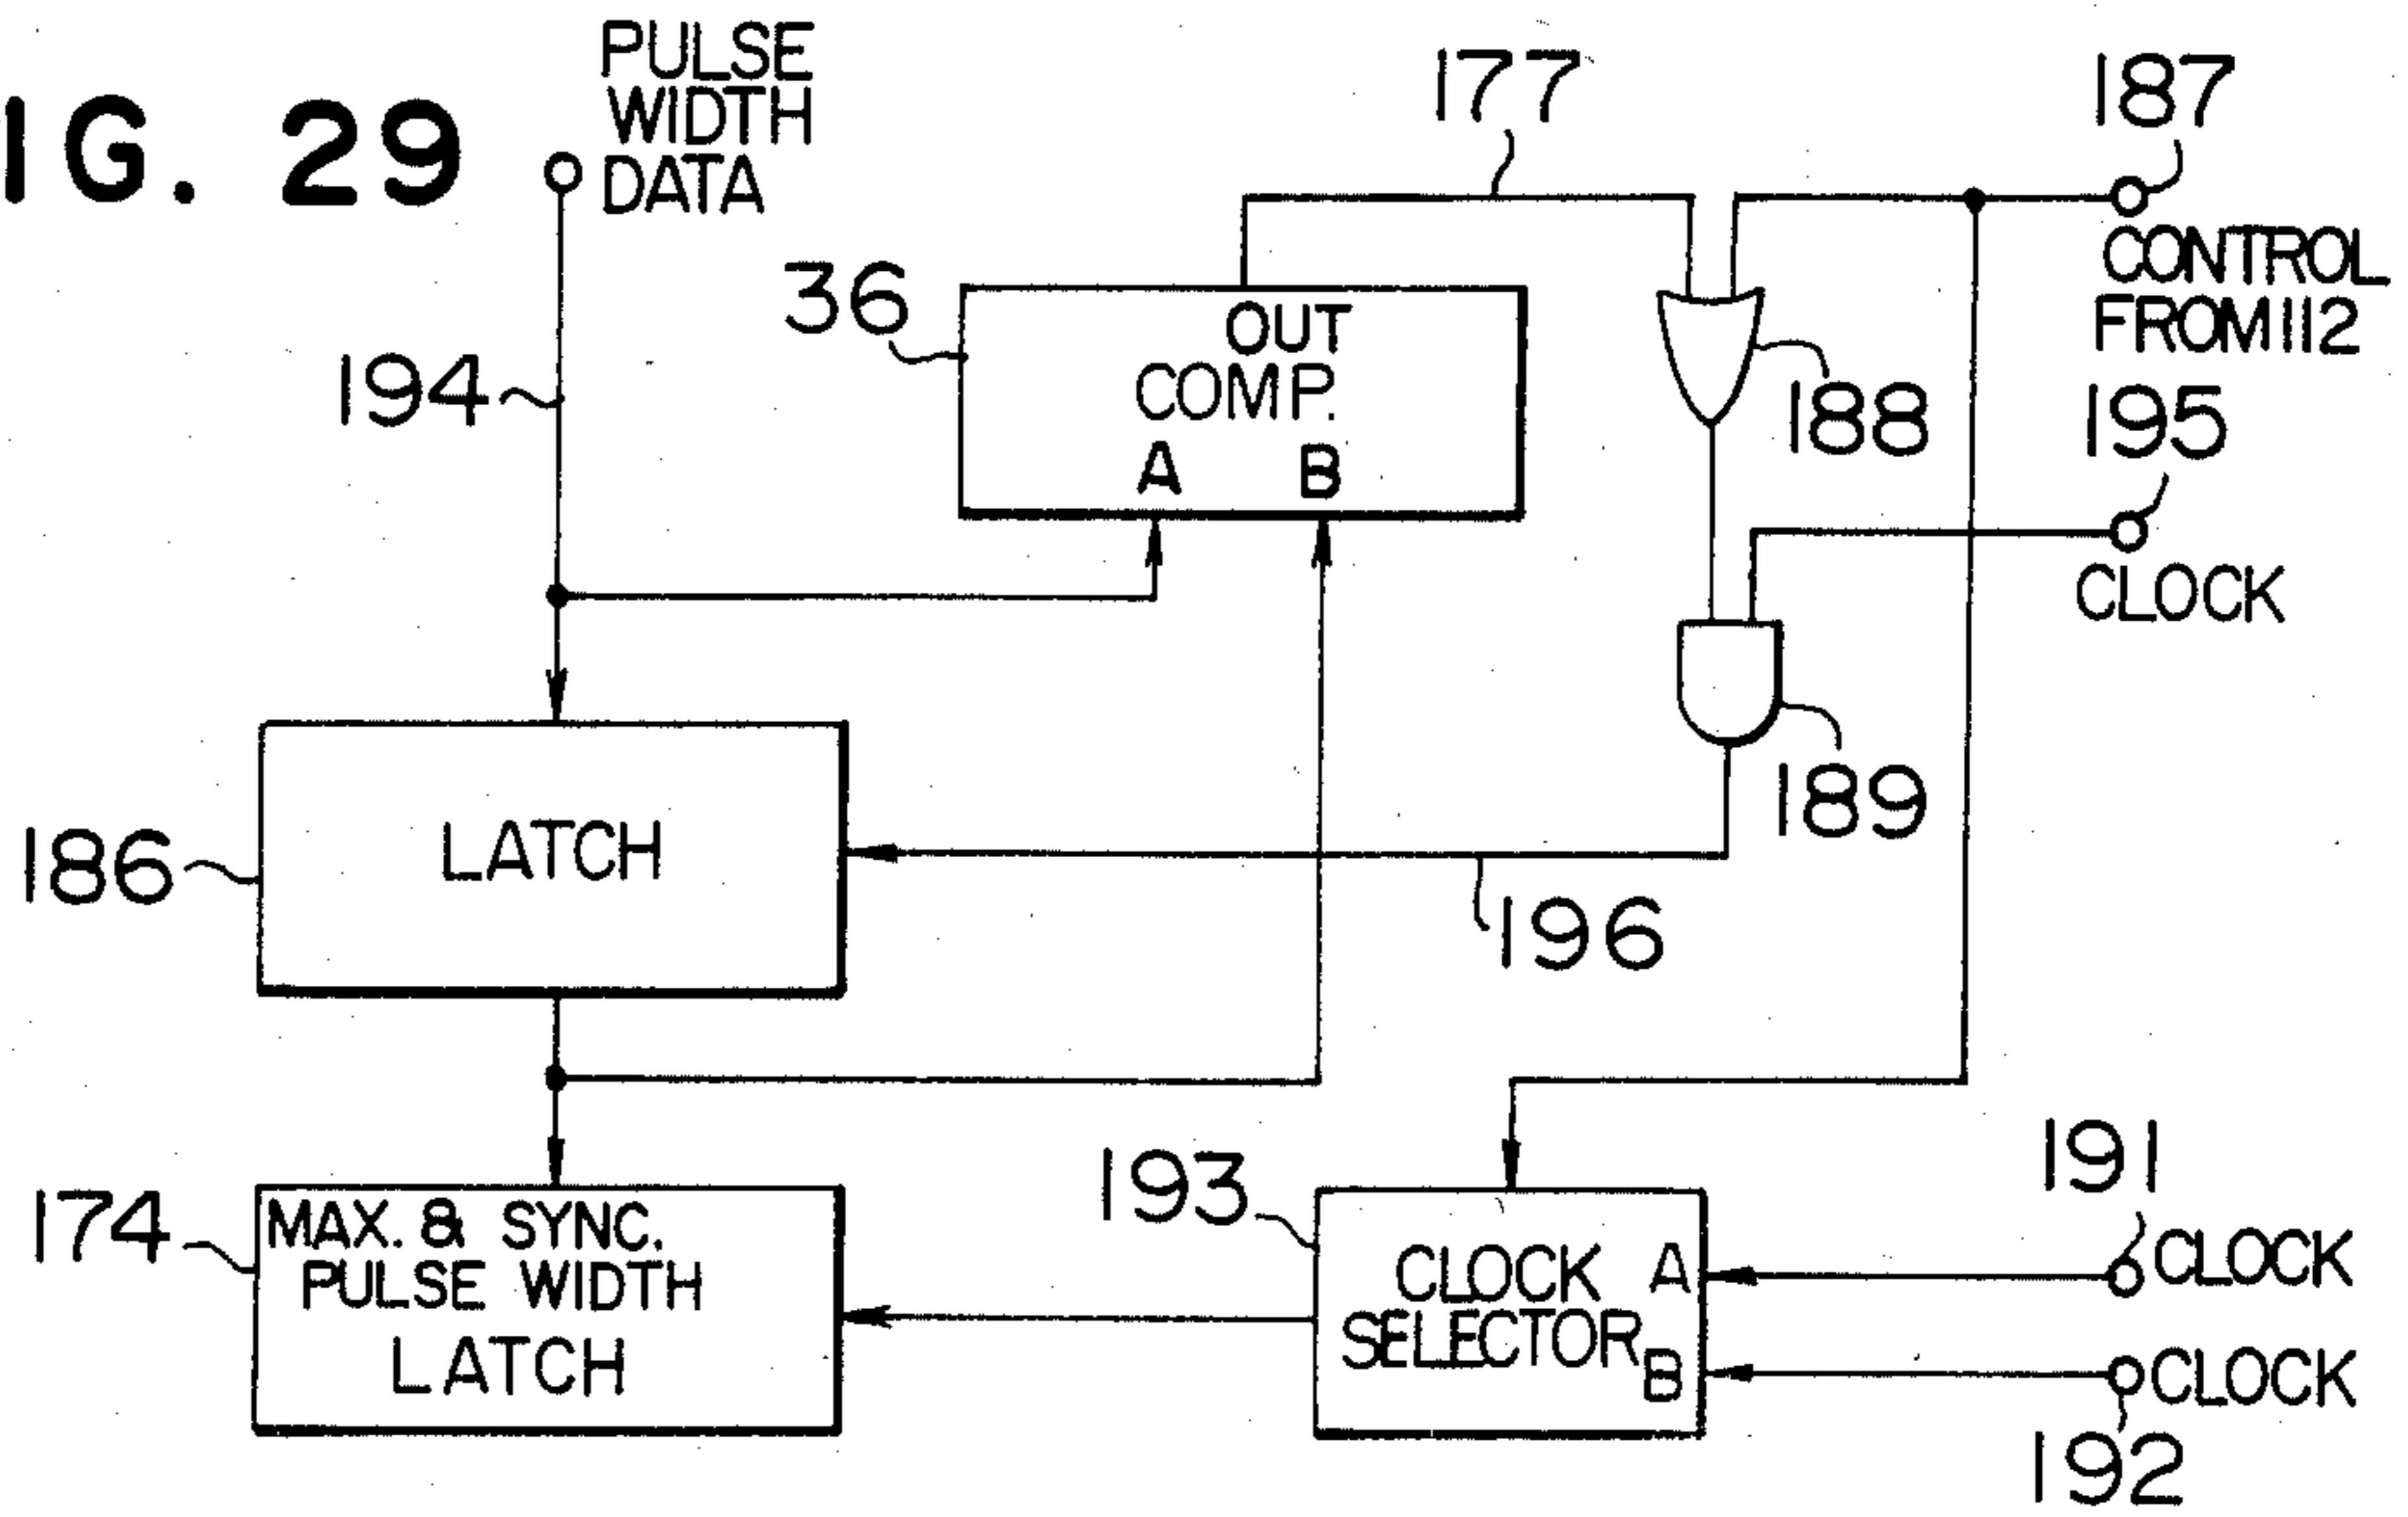 IG. 29
PULSE
WIDTH
DATA
177
187
CONTROL
FROM 112
36
OUT
COMP.
A B
194
188
195
CLOCK
189
186
LATCH
196
174
MAX. & SYNC.
PULSE WIDTH
LATCH
193
CLOCK
SELECTOR
A
B
191
CLOCK
CLOCK
192